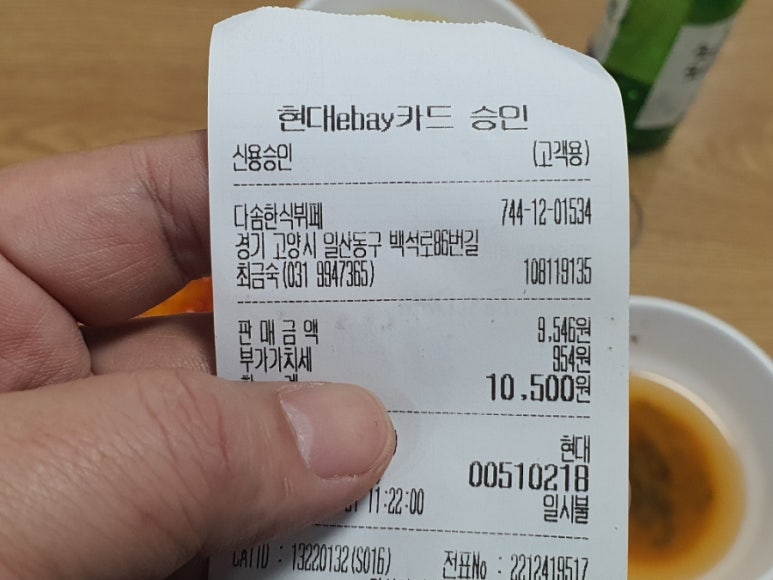 현대ebay카드 승인
신용승인 (고객용)
다솜한식뷔페 744-12-01534
경기 고양시 일산동구 백석로86번길
최금숙(031 9947365) 108119135
판매금액 9,546원
부가가치세 954원
10,500원
현대
00510218
11:22:00 일시불
CATID : 13220132(S016) 전표No : 2212419517